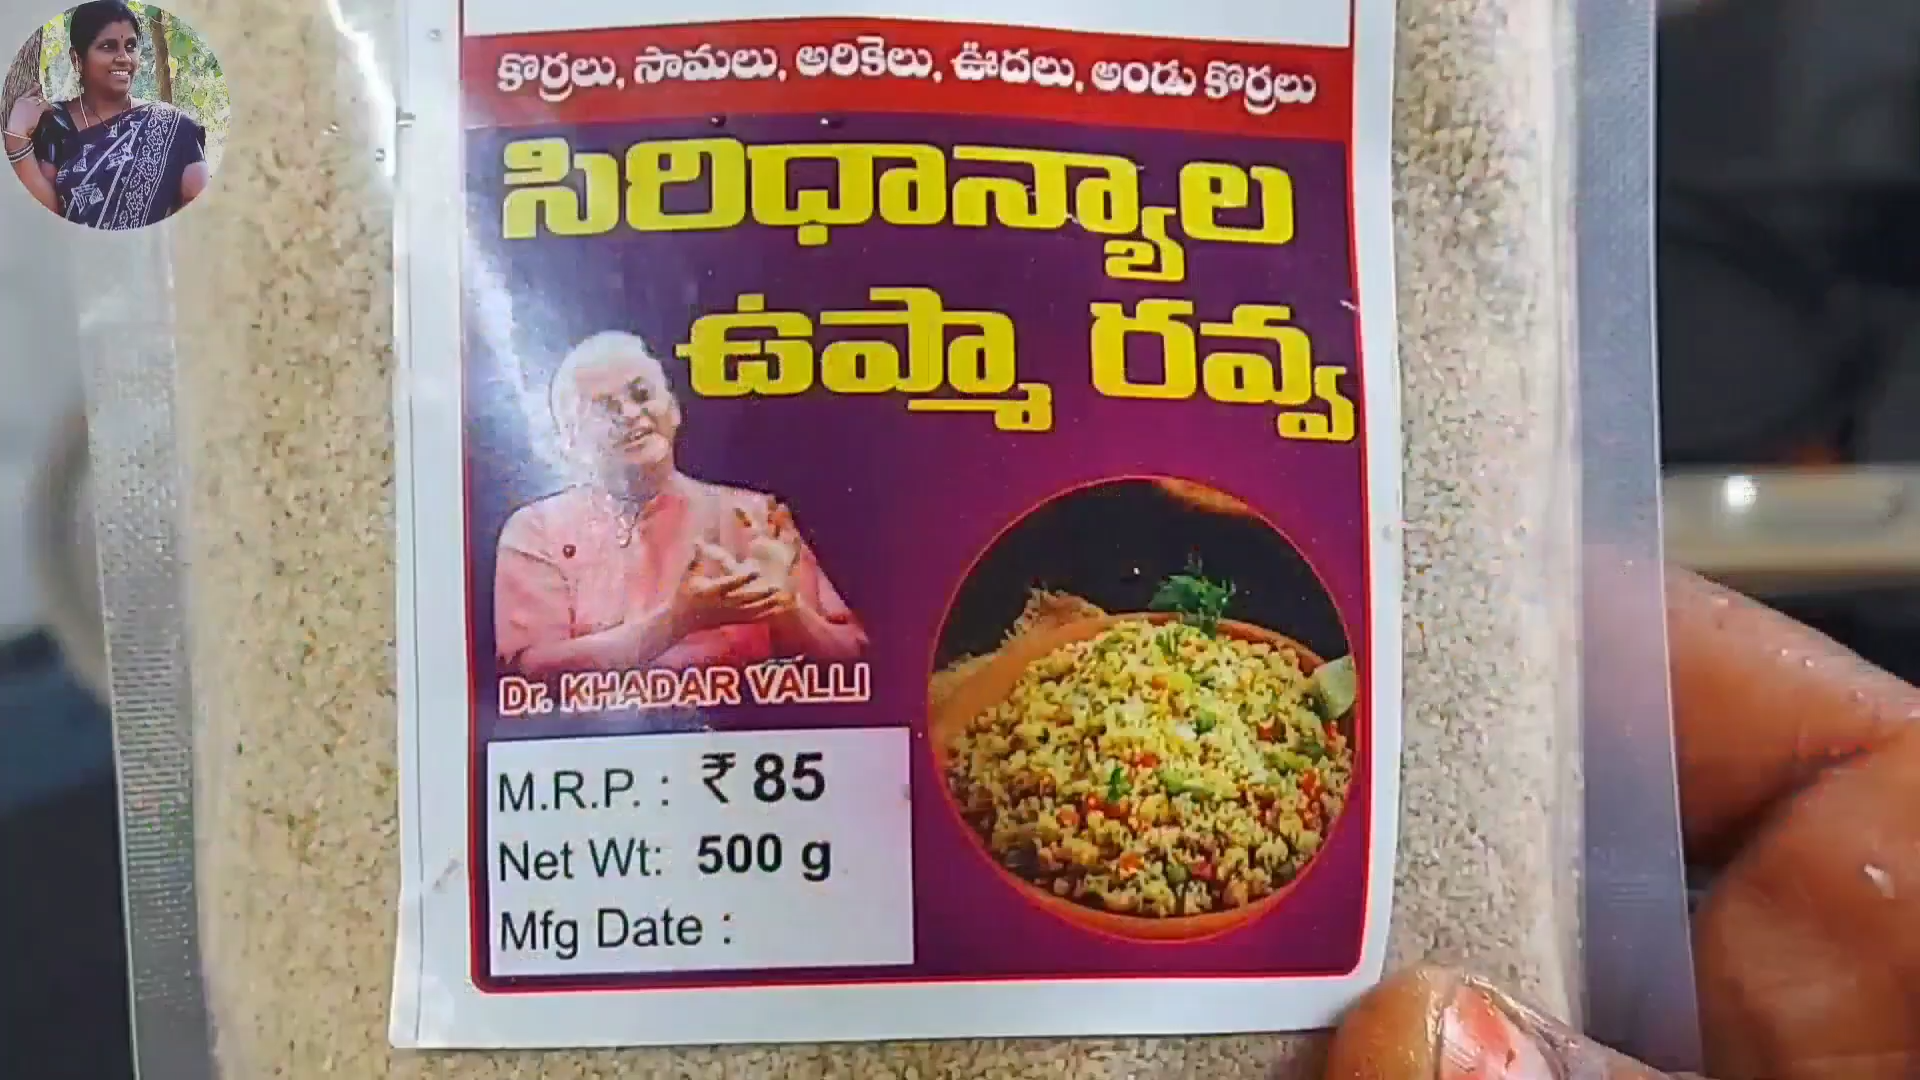 కొర్రలు, సామలు, అరికెలు, ఊదలు, అండు కొర్రలు
సిరిధాన్యాల
ఉప్మా రవ్వ
Dr. KHADAR VALLI
M.R.P. : ₹ 85
Net Wt: 500 g
Mfg Date :